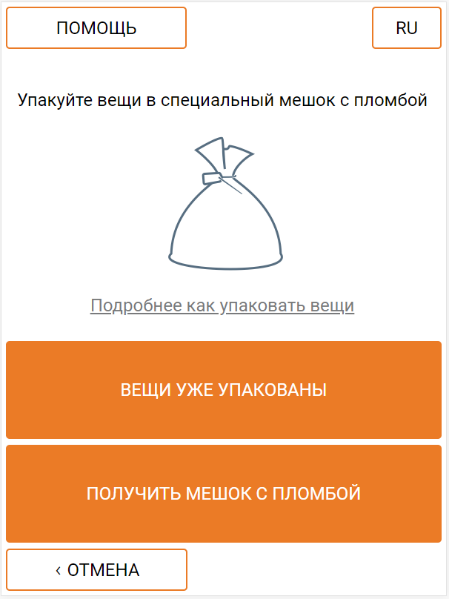 ПОМОЩЬ
RU
Упакуйте вещи в специальный мешок с пломбой
Подробнее как упаковать вещи
ВЕЩИ УЖЕ УПАКОВАНЫ
ПОЛУЧИТЬ МЕШОК С ПЛОМБОЙ
‹ ОТМЕНА